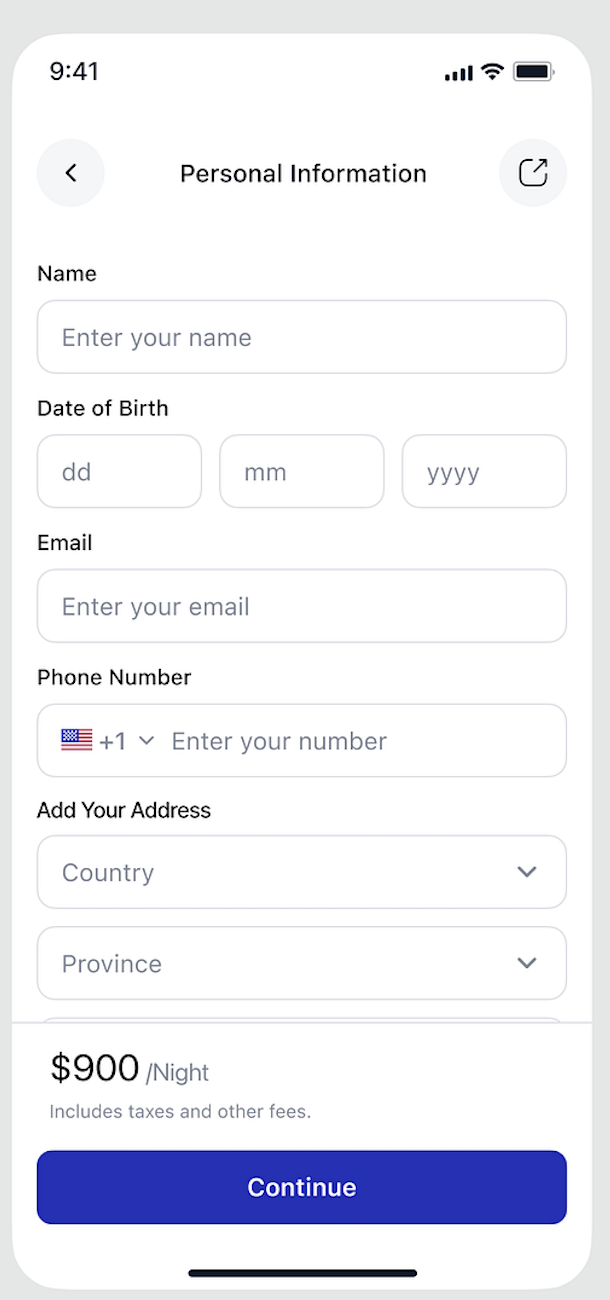 9:41
Personal Information
Name
Enter your name
Date of Birth
dd mm yyyy
Email
Enter your email
Phone Number
+1 Enter your number
Add Your Address
Country
Province
$900 /Night
Includes taxes and other fees.
Continue